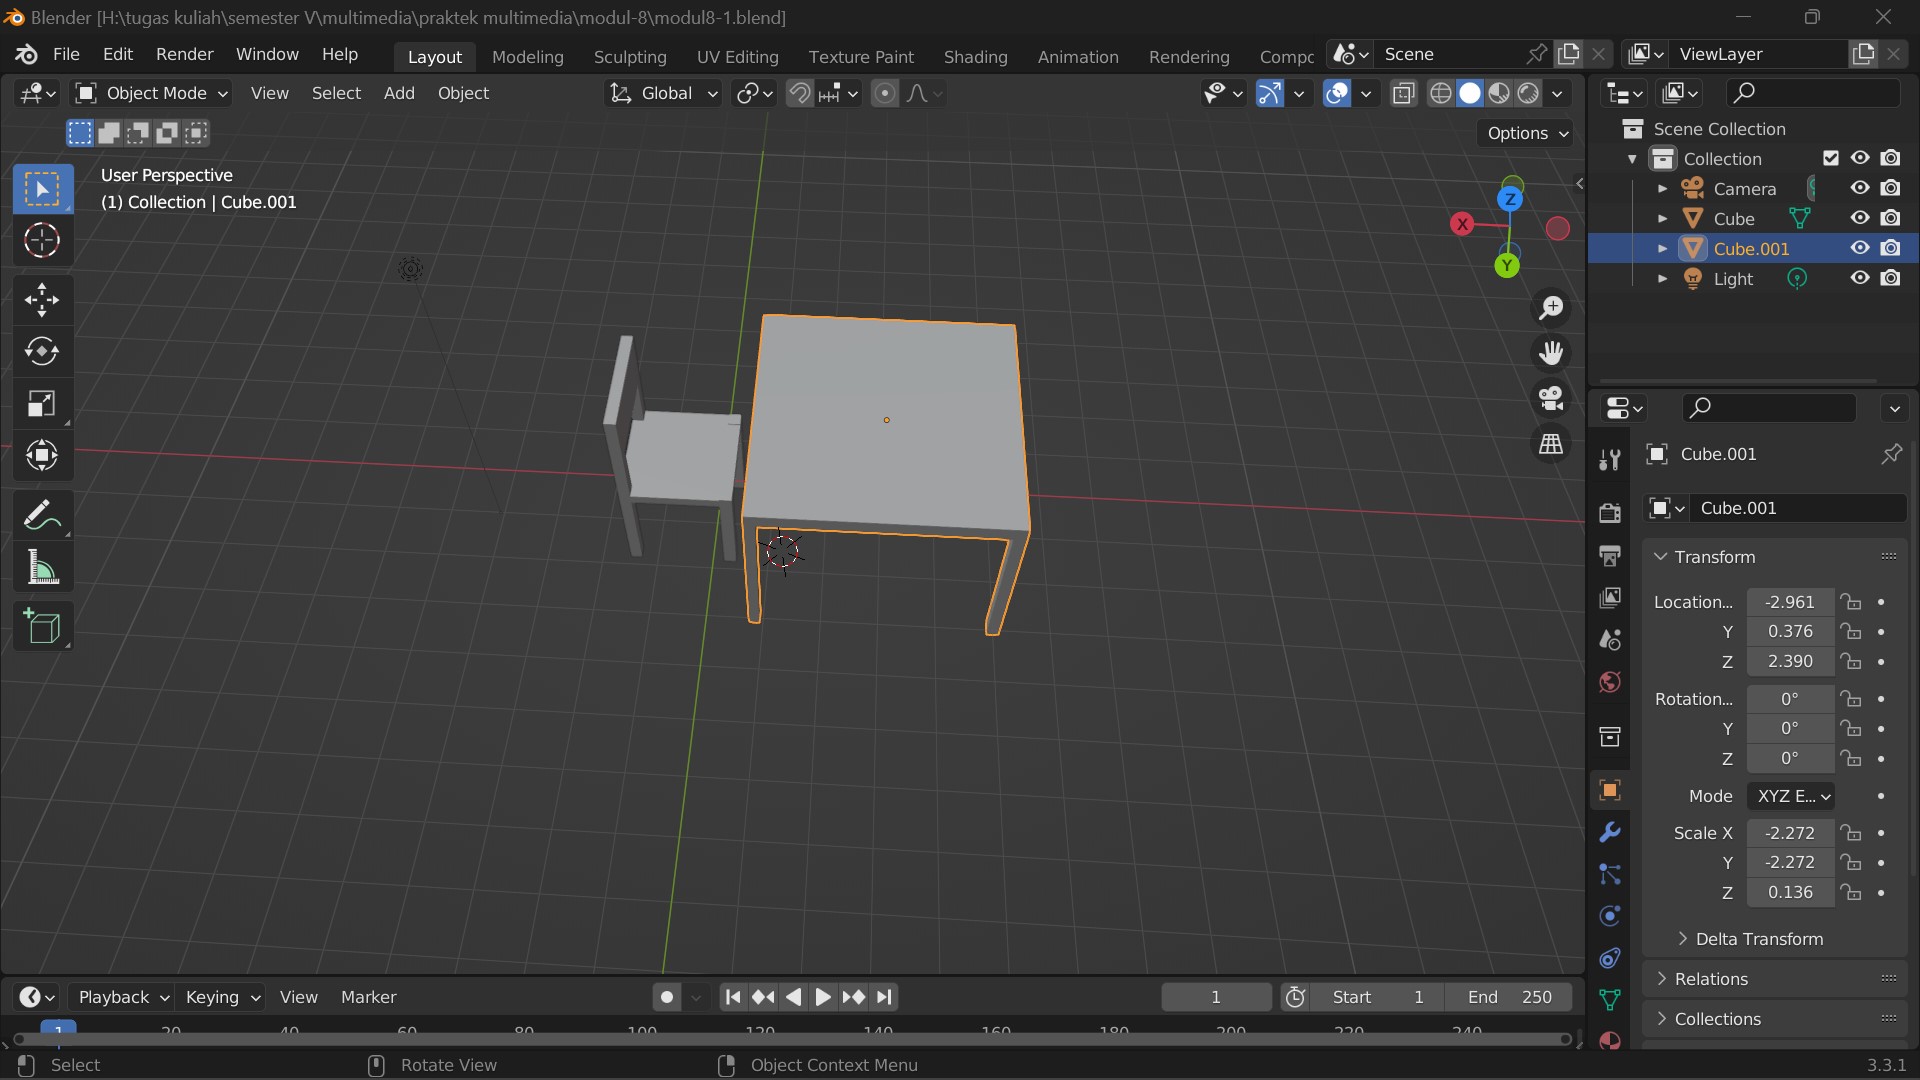 Blender [H:\tugas kuliah\semester V\multimedia\praktek multimedia\modul-8\modul8-1.blend]
File Edit Render Window Help Layout Modeling Sculpting UV Editing Texture Paint Shading Animation Rendering Compc Scene ViewLayer
Object Mode View Select Add Object Global
Options
User Perspective
(1) Collection | Cube.001
Z
X
Y
Scene Collection
Collection
Camera
Cube
Cube.001
Light
Cube.001
Cube.001
Transform
Location... -2.961
Y 0.376
Z 2.390
Rotation... 0°
Y 0°
Z 0°
Mode XYZ E...
Scale X -2.272
Y -2.272
Z 0.136
Delta Transform
Relations
Collections
Playback Keying View Marker 1 Start 1 End 250
1 20 40 60 80 100 120 140 160 180 200 220 240
Select Rotate View Object Context Menu 3.3.1